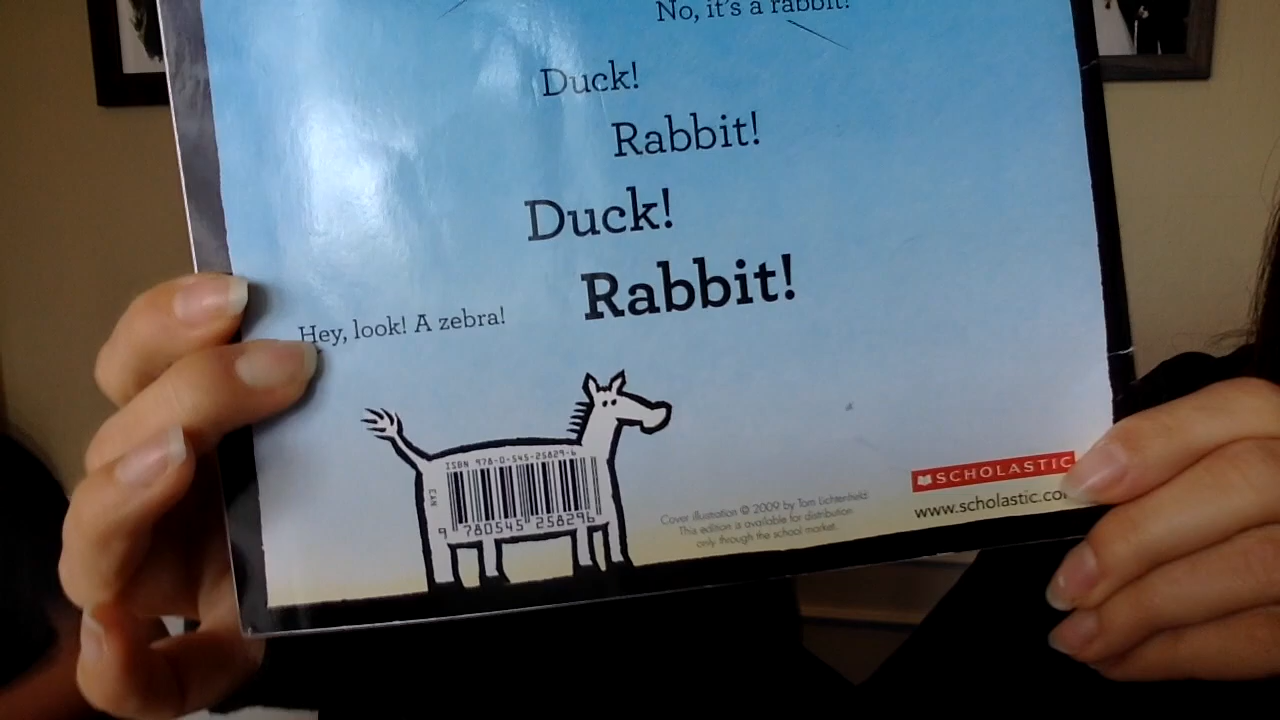 No, it's a rabbit!
Duck!
Rabbit!
Duck!
Rabbit!
Hey, look! A zebra!
ISBN 978-0-545-25829-6
EAN
9 780545 258296
Cover illustration © 2009 by Tom Lichtenheld
This edition is available for distribution
only through the school market.
SCHOLASTIC
www.scholastic.co